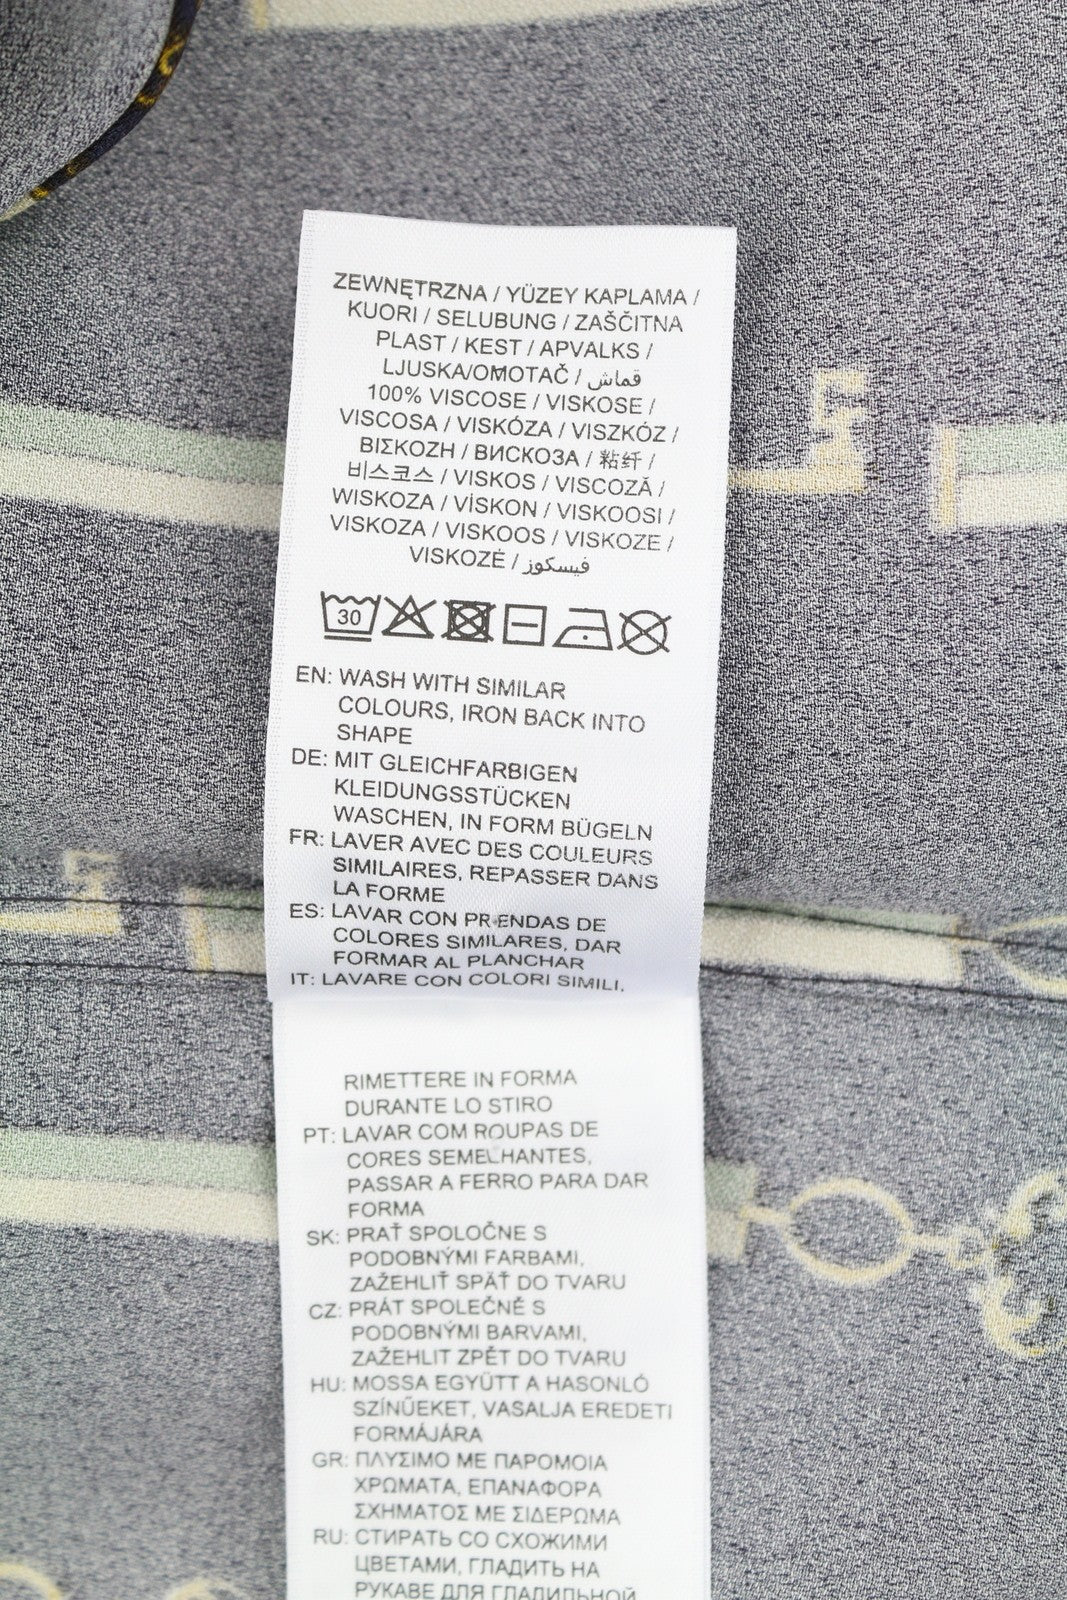 ZEWNĘTRZNA / YÜZEY KAPLAMA /
KUORI / SELUBUNG / ZAŠČITNA
PLAST / KEST / APVALKS /
LJUSKA/OMOTAČ / قماش
100% VISCOSE / VISKOSE /
VISCOSA / VISKÓZA / VISZKÓZ /
ΒΙΣΚΟΖΗ / ВИСКОЗА / 粘纤 /
비스코스 / VISKOS / VISCOZĂ /
WISKOZA / VİSKON / VISKOOSI /
VISKOZA / VISKOOS / VISKOZE /
VISKOZĖ / فيسكوز
30
EN: WASH WITH SIMILAR
COLOURS, IRON BACK INTO
SHAPE
DE: MIT GLEICHFARBIGEN
KLEIDUNGSSTÜCKEN
WASCHEN, IN FORM BÜGELN
FR: LAVER AVEC DES COULEURS
SIMILAIRES, REPASSER DANS
LA FORME
ES: LAVAR CON PRENDAS DE
COLORES SIMILARES, DAR
FORMAR AL PLANCHAR
IT: LAVARE CON COLORI SIMILI,
RIMETTERE IN FORMA
DURANTE LO STIRO
PT: LAVAR COM ROUPAS DE
CORES SEMELHANTES,
PASSAR A FERRO PARA DAR
FORMA
SK: PRAŤ SPOLOČNE S
PODOBNÝMI FARBAMI,
ZAŽEHLIŤ SPÄŤ DO TVARU
CZ: PRÁT SPOLEČNĚ S
PODOBNÝMI BARVAMI,
ZAŽEHLIT ZPĚT DO TVARU
HU: MOSSA EGYÜTT A HASONLÓ
SZÍNŰEKET, VASALJA EREDETI
FORMÁJÁRA
GR: ΠΛΥΣΙΜΟ ΜΕ ΠΑΡΟΜΟΙΑ
ΧΡΩΜΑΤΑ, ΕΠΑΝΑΦΟΡΑ
ΣΧΗΜΑΤΟΣ ΜΕ ΣΙΔΕΡΩΜΑ
RU: СТИРАТЬ СО СХОЖИМИ
ЦВЕТАМИ, ГЛАДИТЬ НА
РУКАВЕ ДЛЯ ГЛАДИЛЬНОЙ